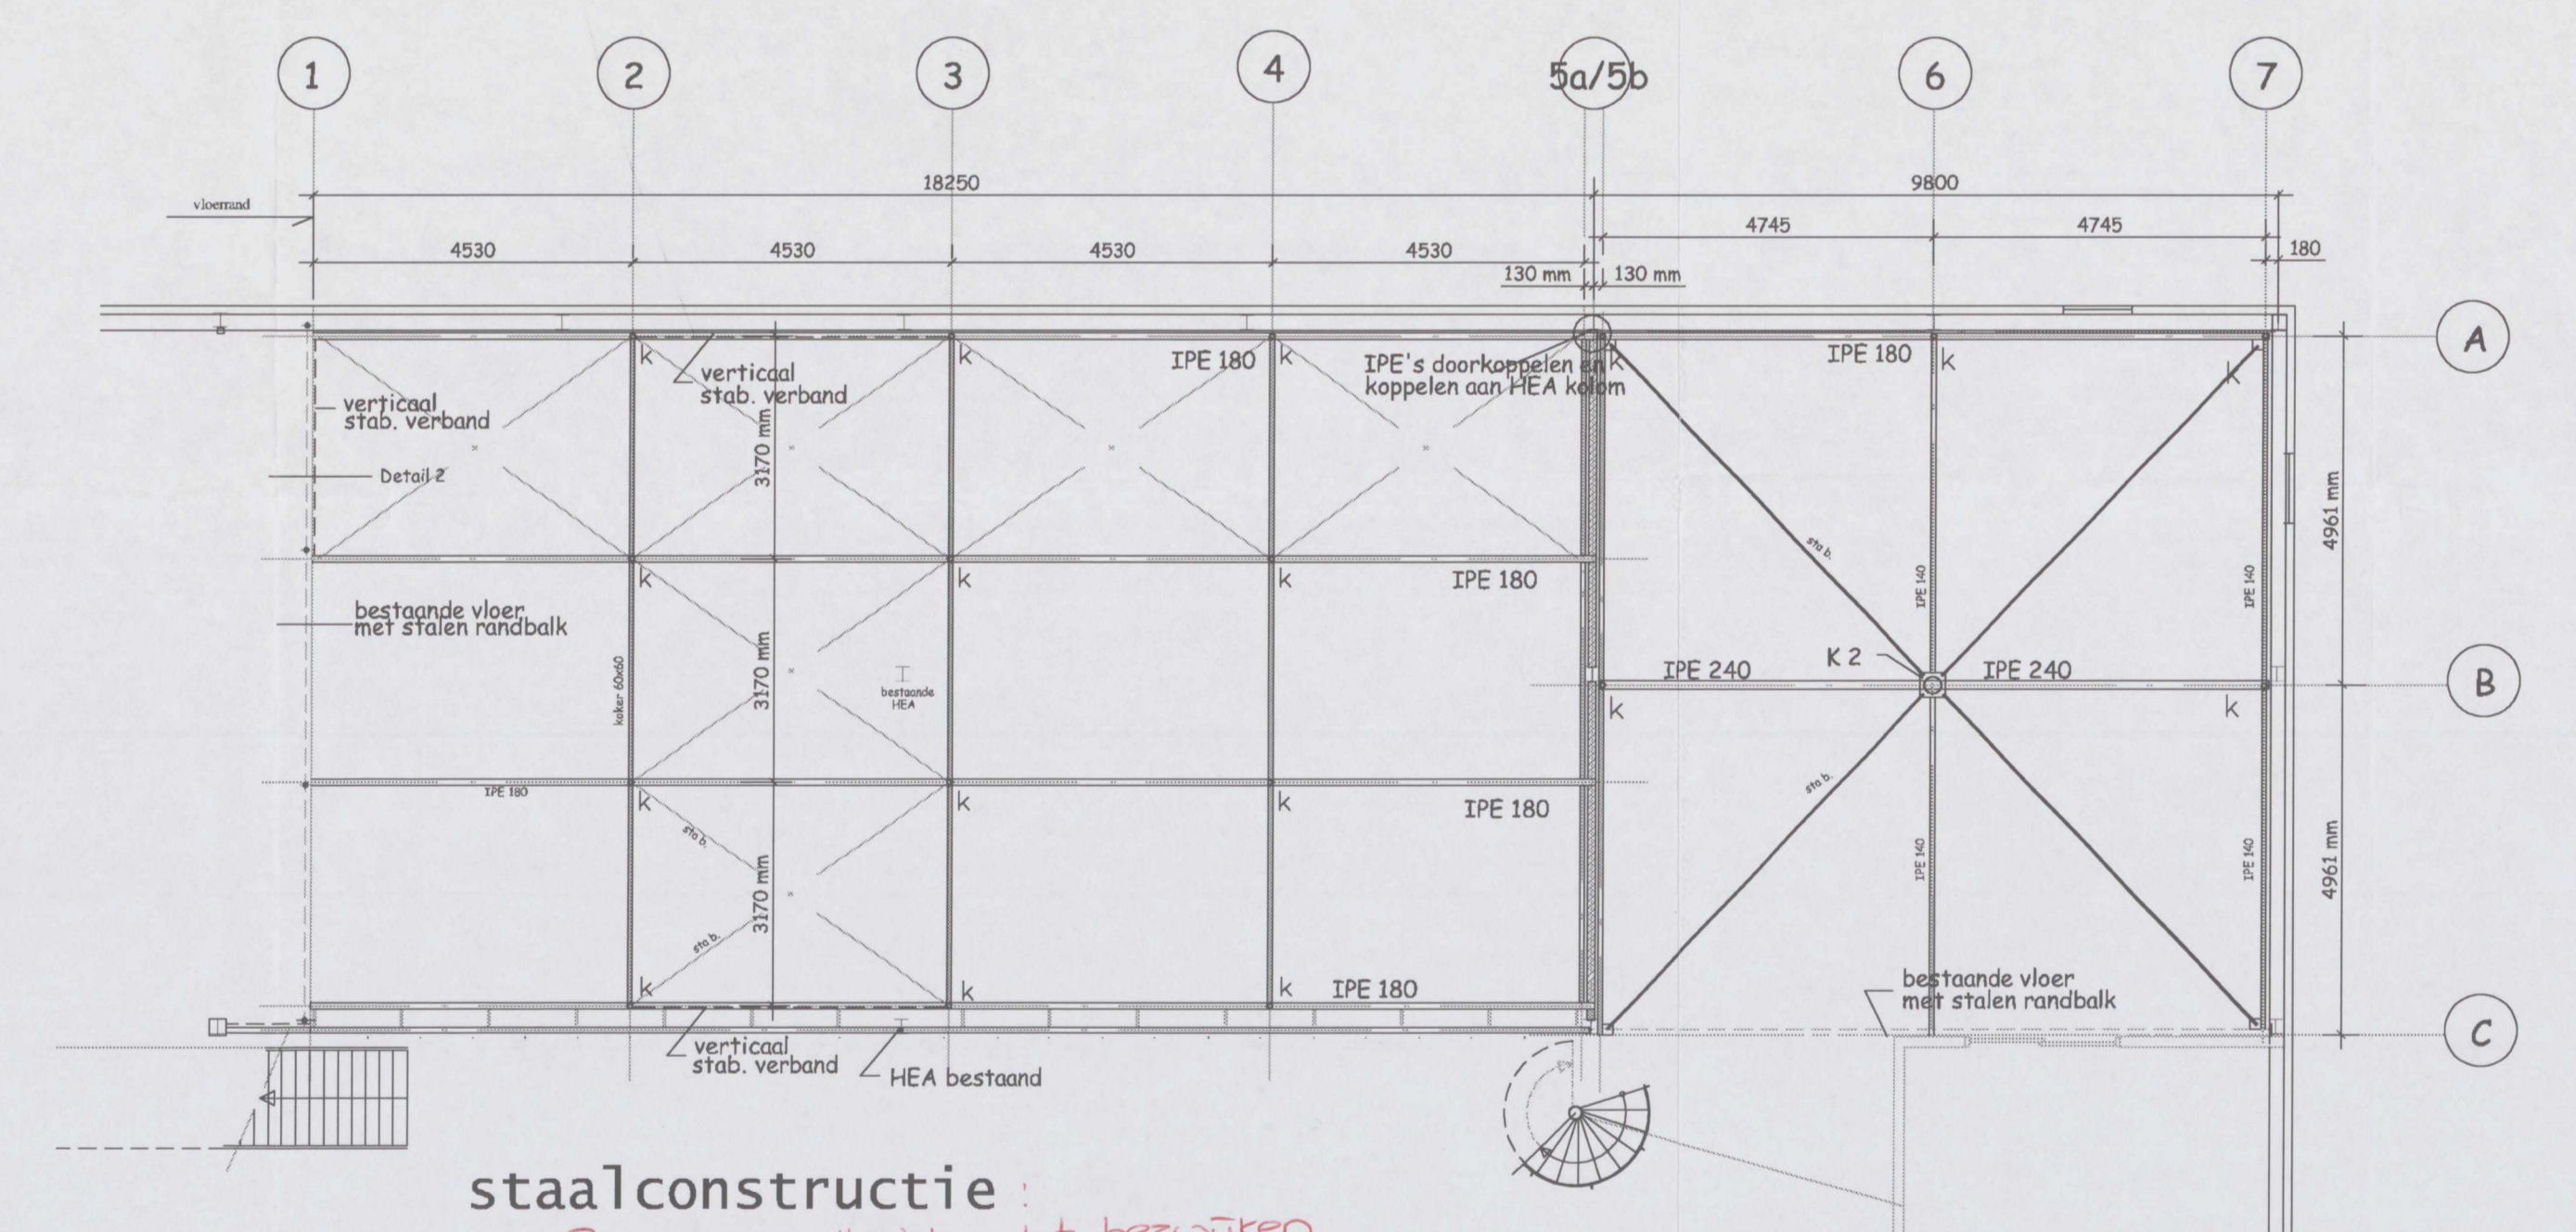 1
2
3
4
5a/5b
6
7
18250
9800
vloerrand
4745
4745
4530
4530
4530
4530
180
130 mm
130 mm
A
k
k
IPE 180
k
IPE's doorkoppelen en
koppelen aan HEA kolom
k
IPE 180
k
k
verticaal
stab. verband
verticaal
stab. verband
3170 mm
Detail 2
4961 mm
stab.
k
k
k
IPE 180
IPE 140
IPE 140
bestaande vloer
met stalen randbalk
koker 60x60
3170 mm
bestaande
HEA
K 2
IPE 240
IPE 240
B
k
k
IPE 180
k
k
k
IPE 180
stab.
stab.
3170 mm
stab.
IPE 140
IPE 140
4961 mm
k
k
k
IPE 180
bestaande vloer
met stalen randbalk
C
verticaal
stab. verband
HEA bestaand
staalconstructie :